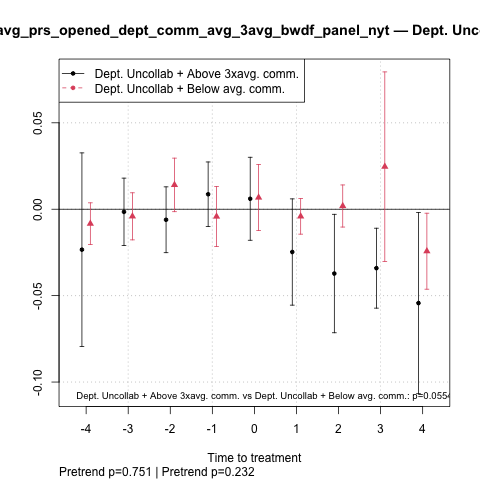 avg_prs_opened_dept_comm_avg_3avg_bwdf_panel_nyt — Dept. Unco
Dept. Uncollab + Above 3xavg. comm.
Dept. Uncollab + Below avg. comm.
0.05
0.00
-0.05
-0.10
Dept. Uncollab + Above 3xavg. comm. vs Dept. Uncollab + Below avg. comm.: p=0.055
-4 -3 -2 -1 0 1 2 3 4
Time to treatment
Pretrend p=0.751 | Pretrend p=0.232